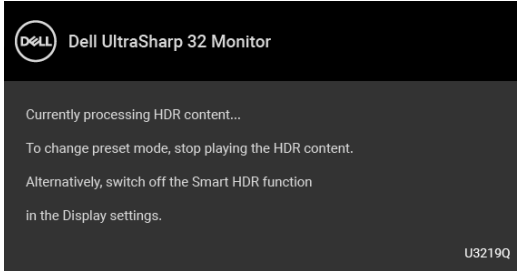 DELL Dell UltraSharp 32 Monitor
Currently processing HDR content...
To change preset mode, stop playing the HDR content.
Alternatively, switch off the Smart HDR function
in the Display settings.
U3219Q